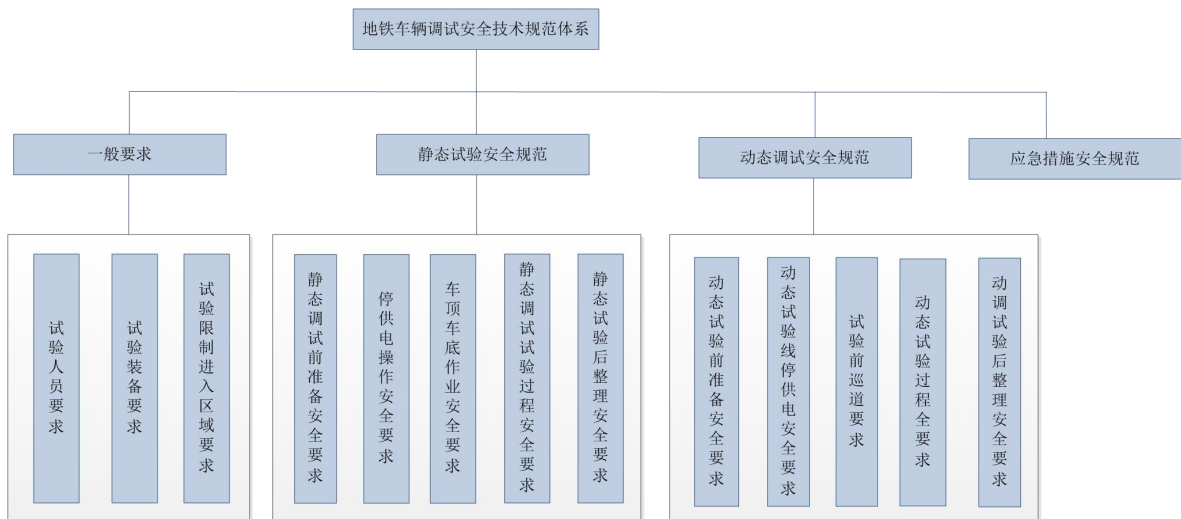 地铁车辆调试安全技术规范体系
一般要求
静态试验安全规范
动态调试安全规范
应急措施安全规范
试验人员要求
试验装备要求
试验限制进入区域要求
静态调试前准备安全要求
停供电操作安全要求
车顶车底作业安全要求
静态调试试验过程安全要求
静态试验后整理安全要求
动态试验前准备安全要求
动态试验线停供电安全要求
试验前巡道要求
动态试验过程全要求
动调试验后整理安全要求